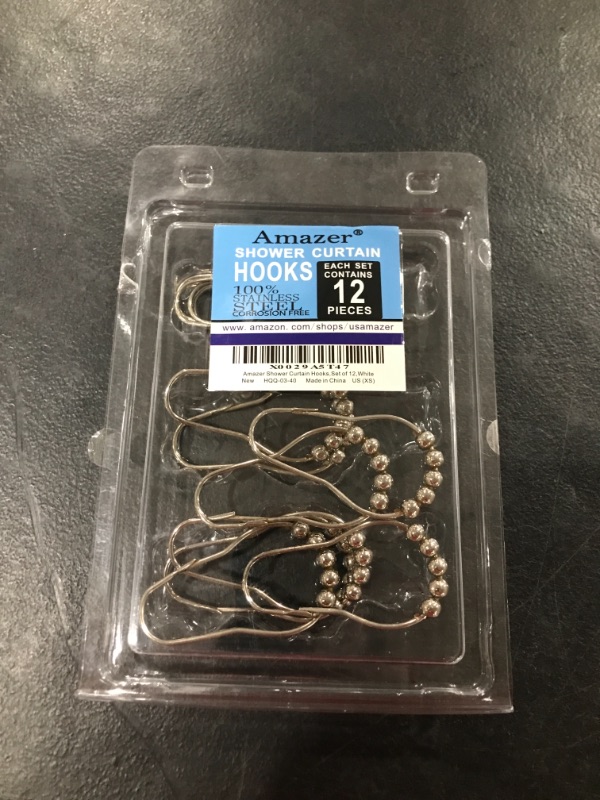 Amazer®
SHOWER CURTAIN
HOOKS
100%
STAINLESS
STEEL
CORROSION FREE
EACH SET
CONTAINS
12
PIECES
www.amazon.com/shops/usamazer
X0029A5T47
Amazer Shower Curtain Hooks,Set of 12,White
New HQQ-03-40 Made in China US (XS)